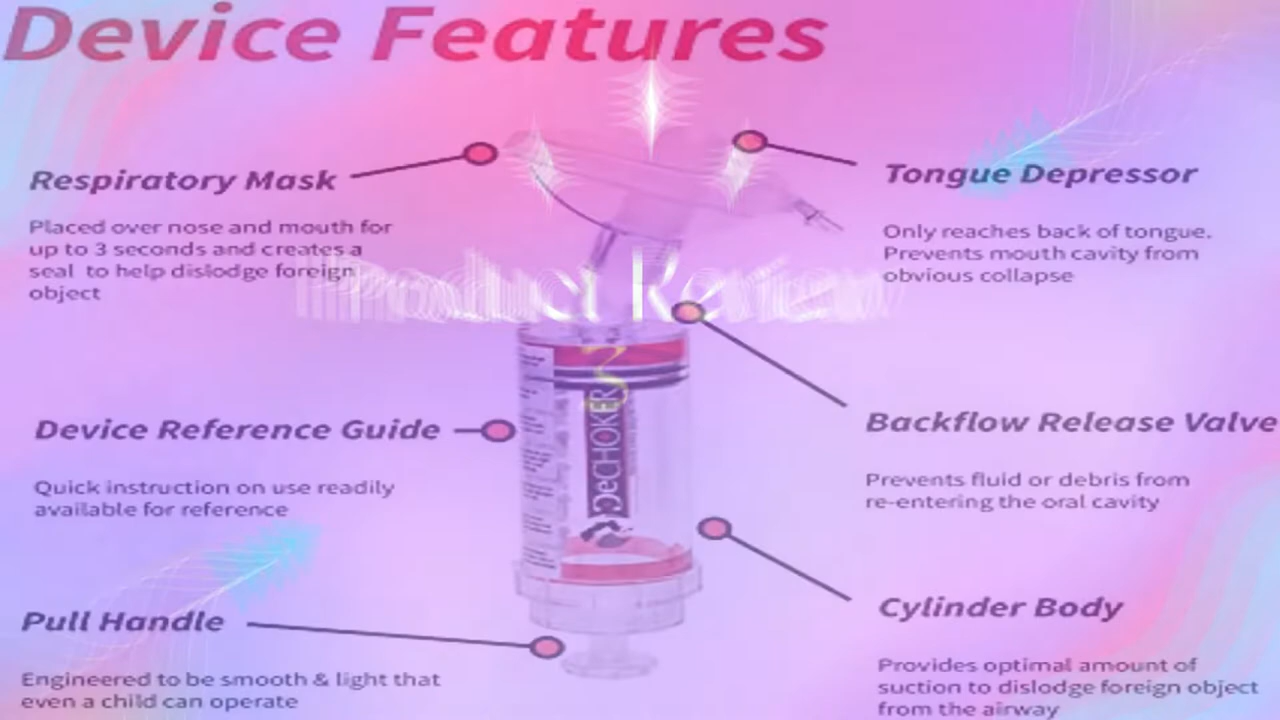 Device Features
Respiratory Mask
Placed over nose and mouth for
up to 3 seconds and creates a
seal to help dislodge foreign
object
Tongue Depressor
Only reaches back of tongue.
Prevents mouth cavity from
obvious collapse
Product Review
3
DeCHOKER
Device Reference Guide
Quick instruction on use readily
available for reference
Backflow Release Valve
Prevents fluid or debris from
re-entering the oral cavity
Pull Handle
Engineered to be smooth & light that
even a child can operate
Cylinder Body
Provides optimal amount of
suction to dislodge foreign object
from the airway